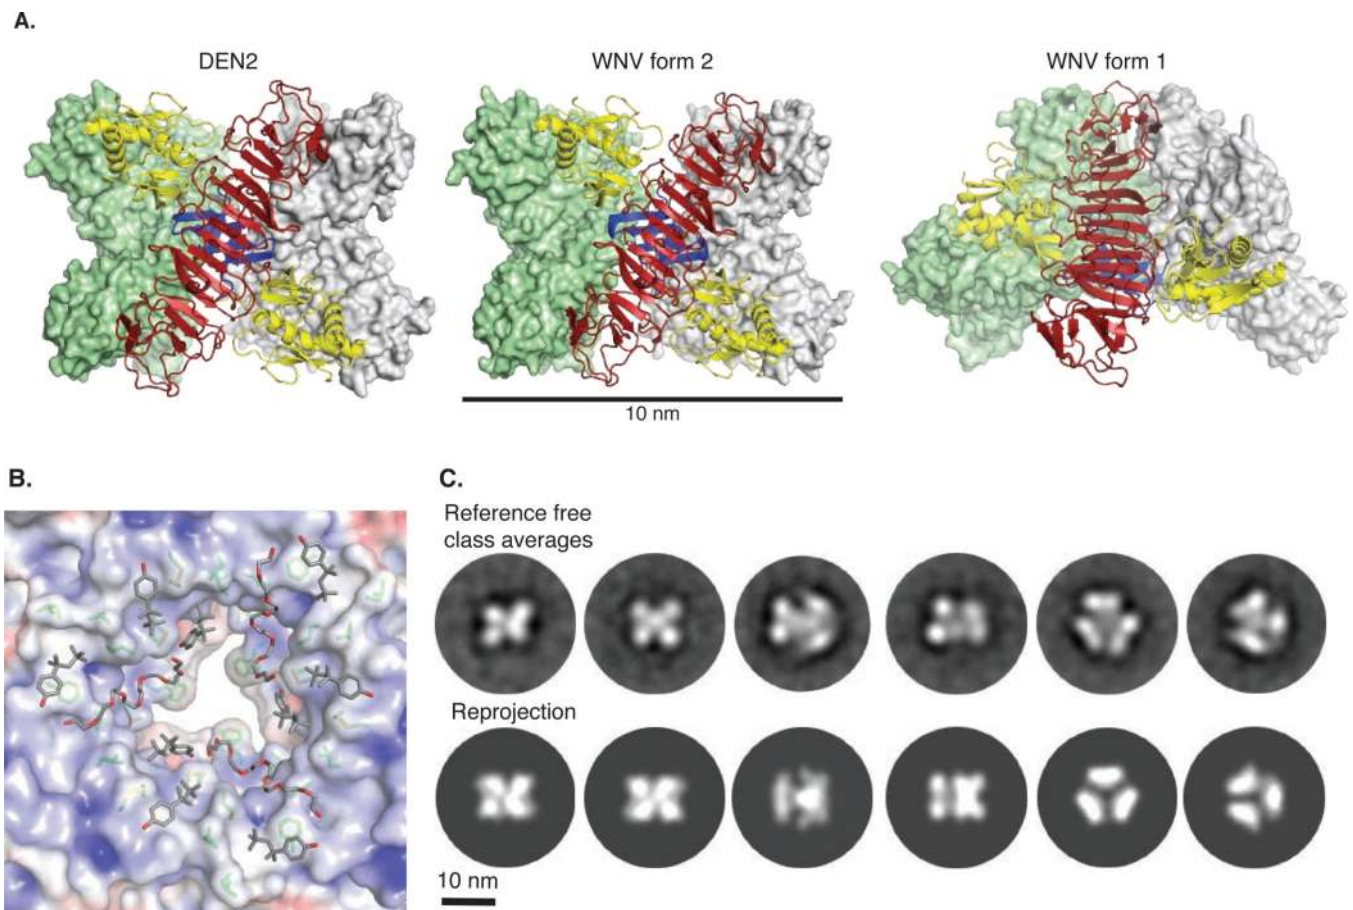 A.
DEN2
WNV form 2
WNV form 1
10 nm
B.
C.
Reference free
class averages
Reprojection
10 nm